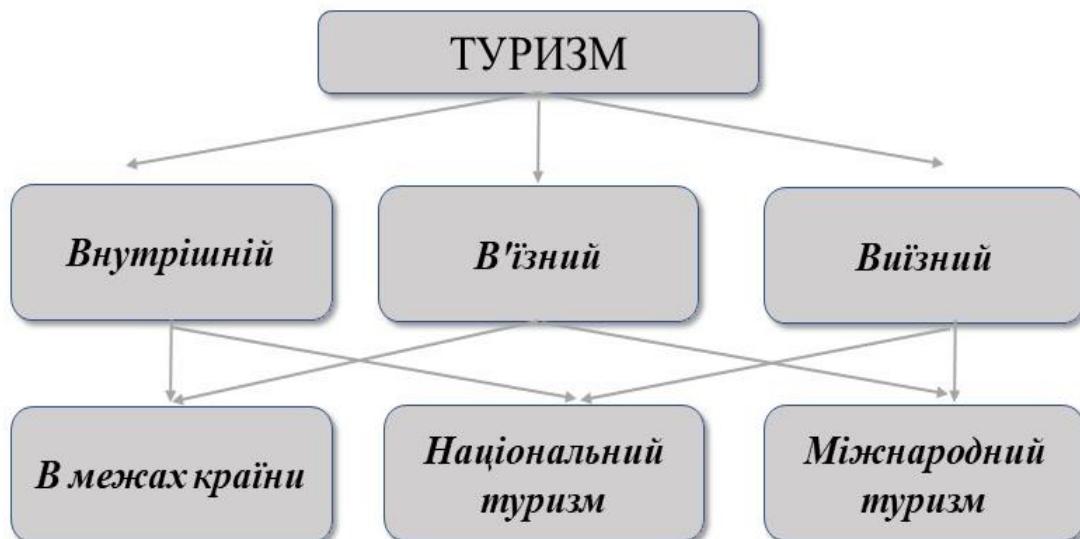 ТУРИЗМ
Внутрішній
В'їзний
Виїзний
В межах країни
Національний
туризм
Міжнародний
туризм